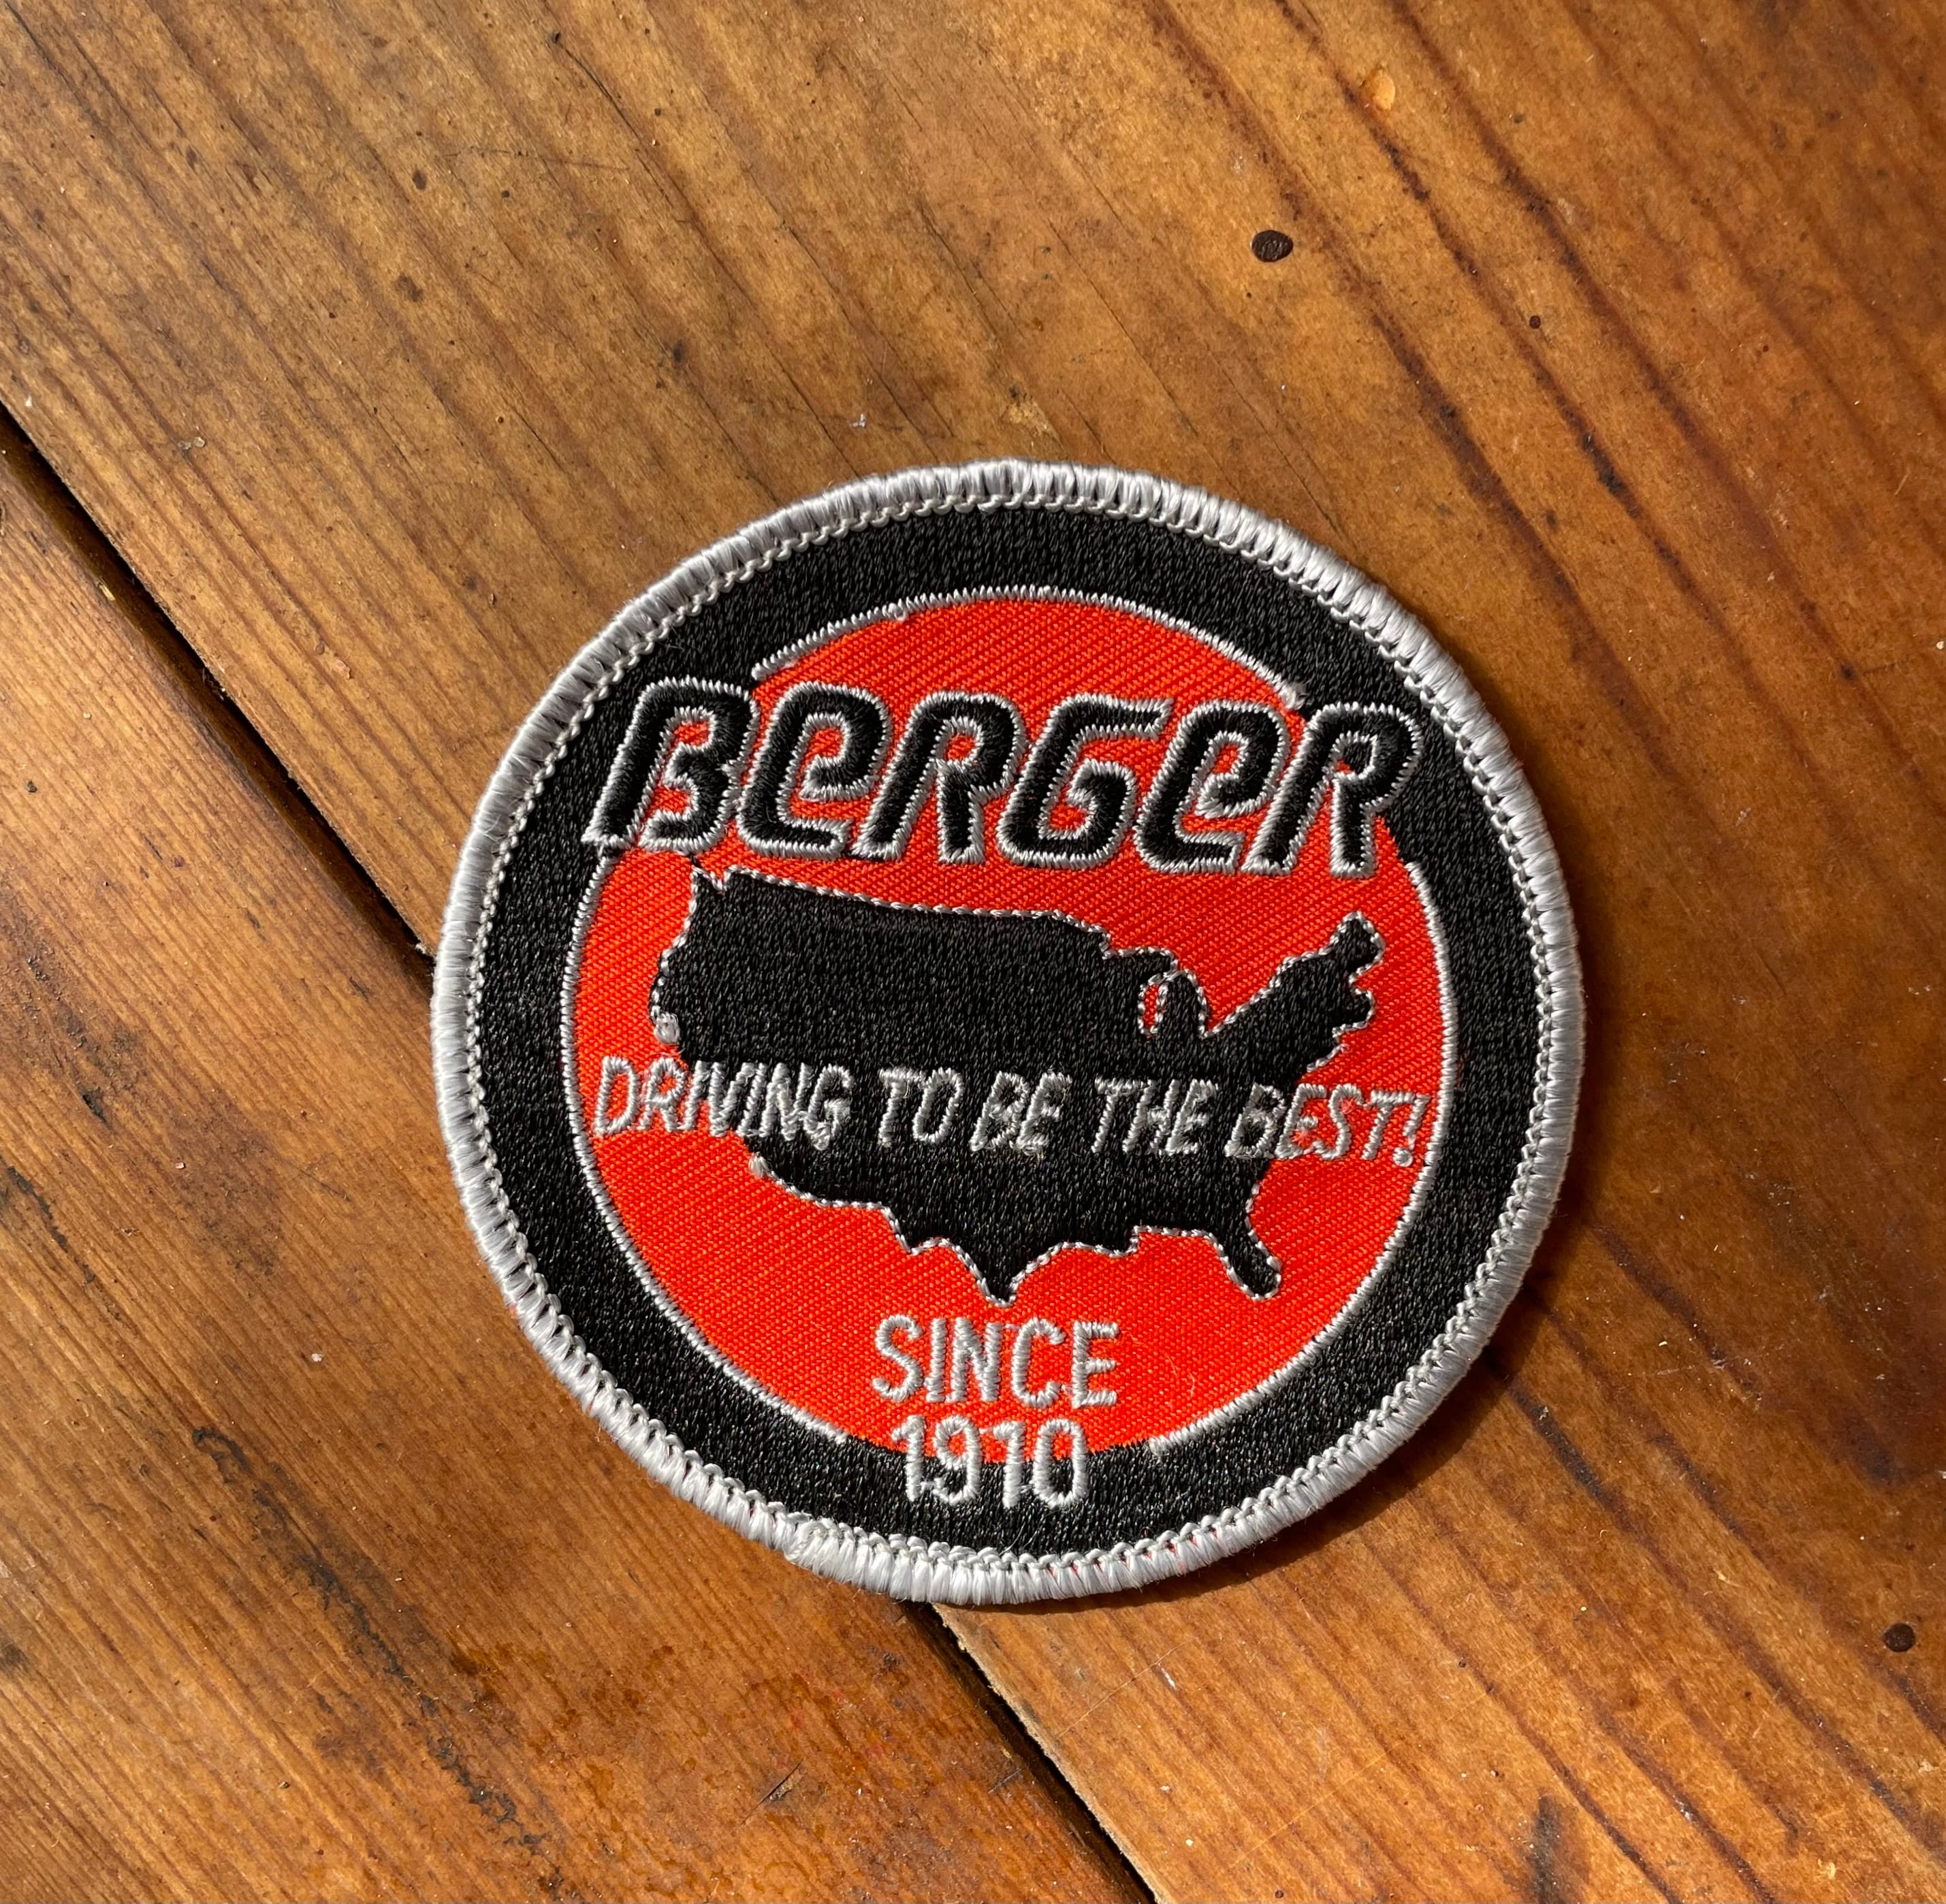 BERGER
DRIVING TO BE THE BEST!
SINCE
1910